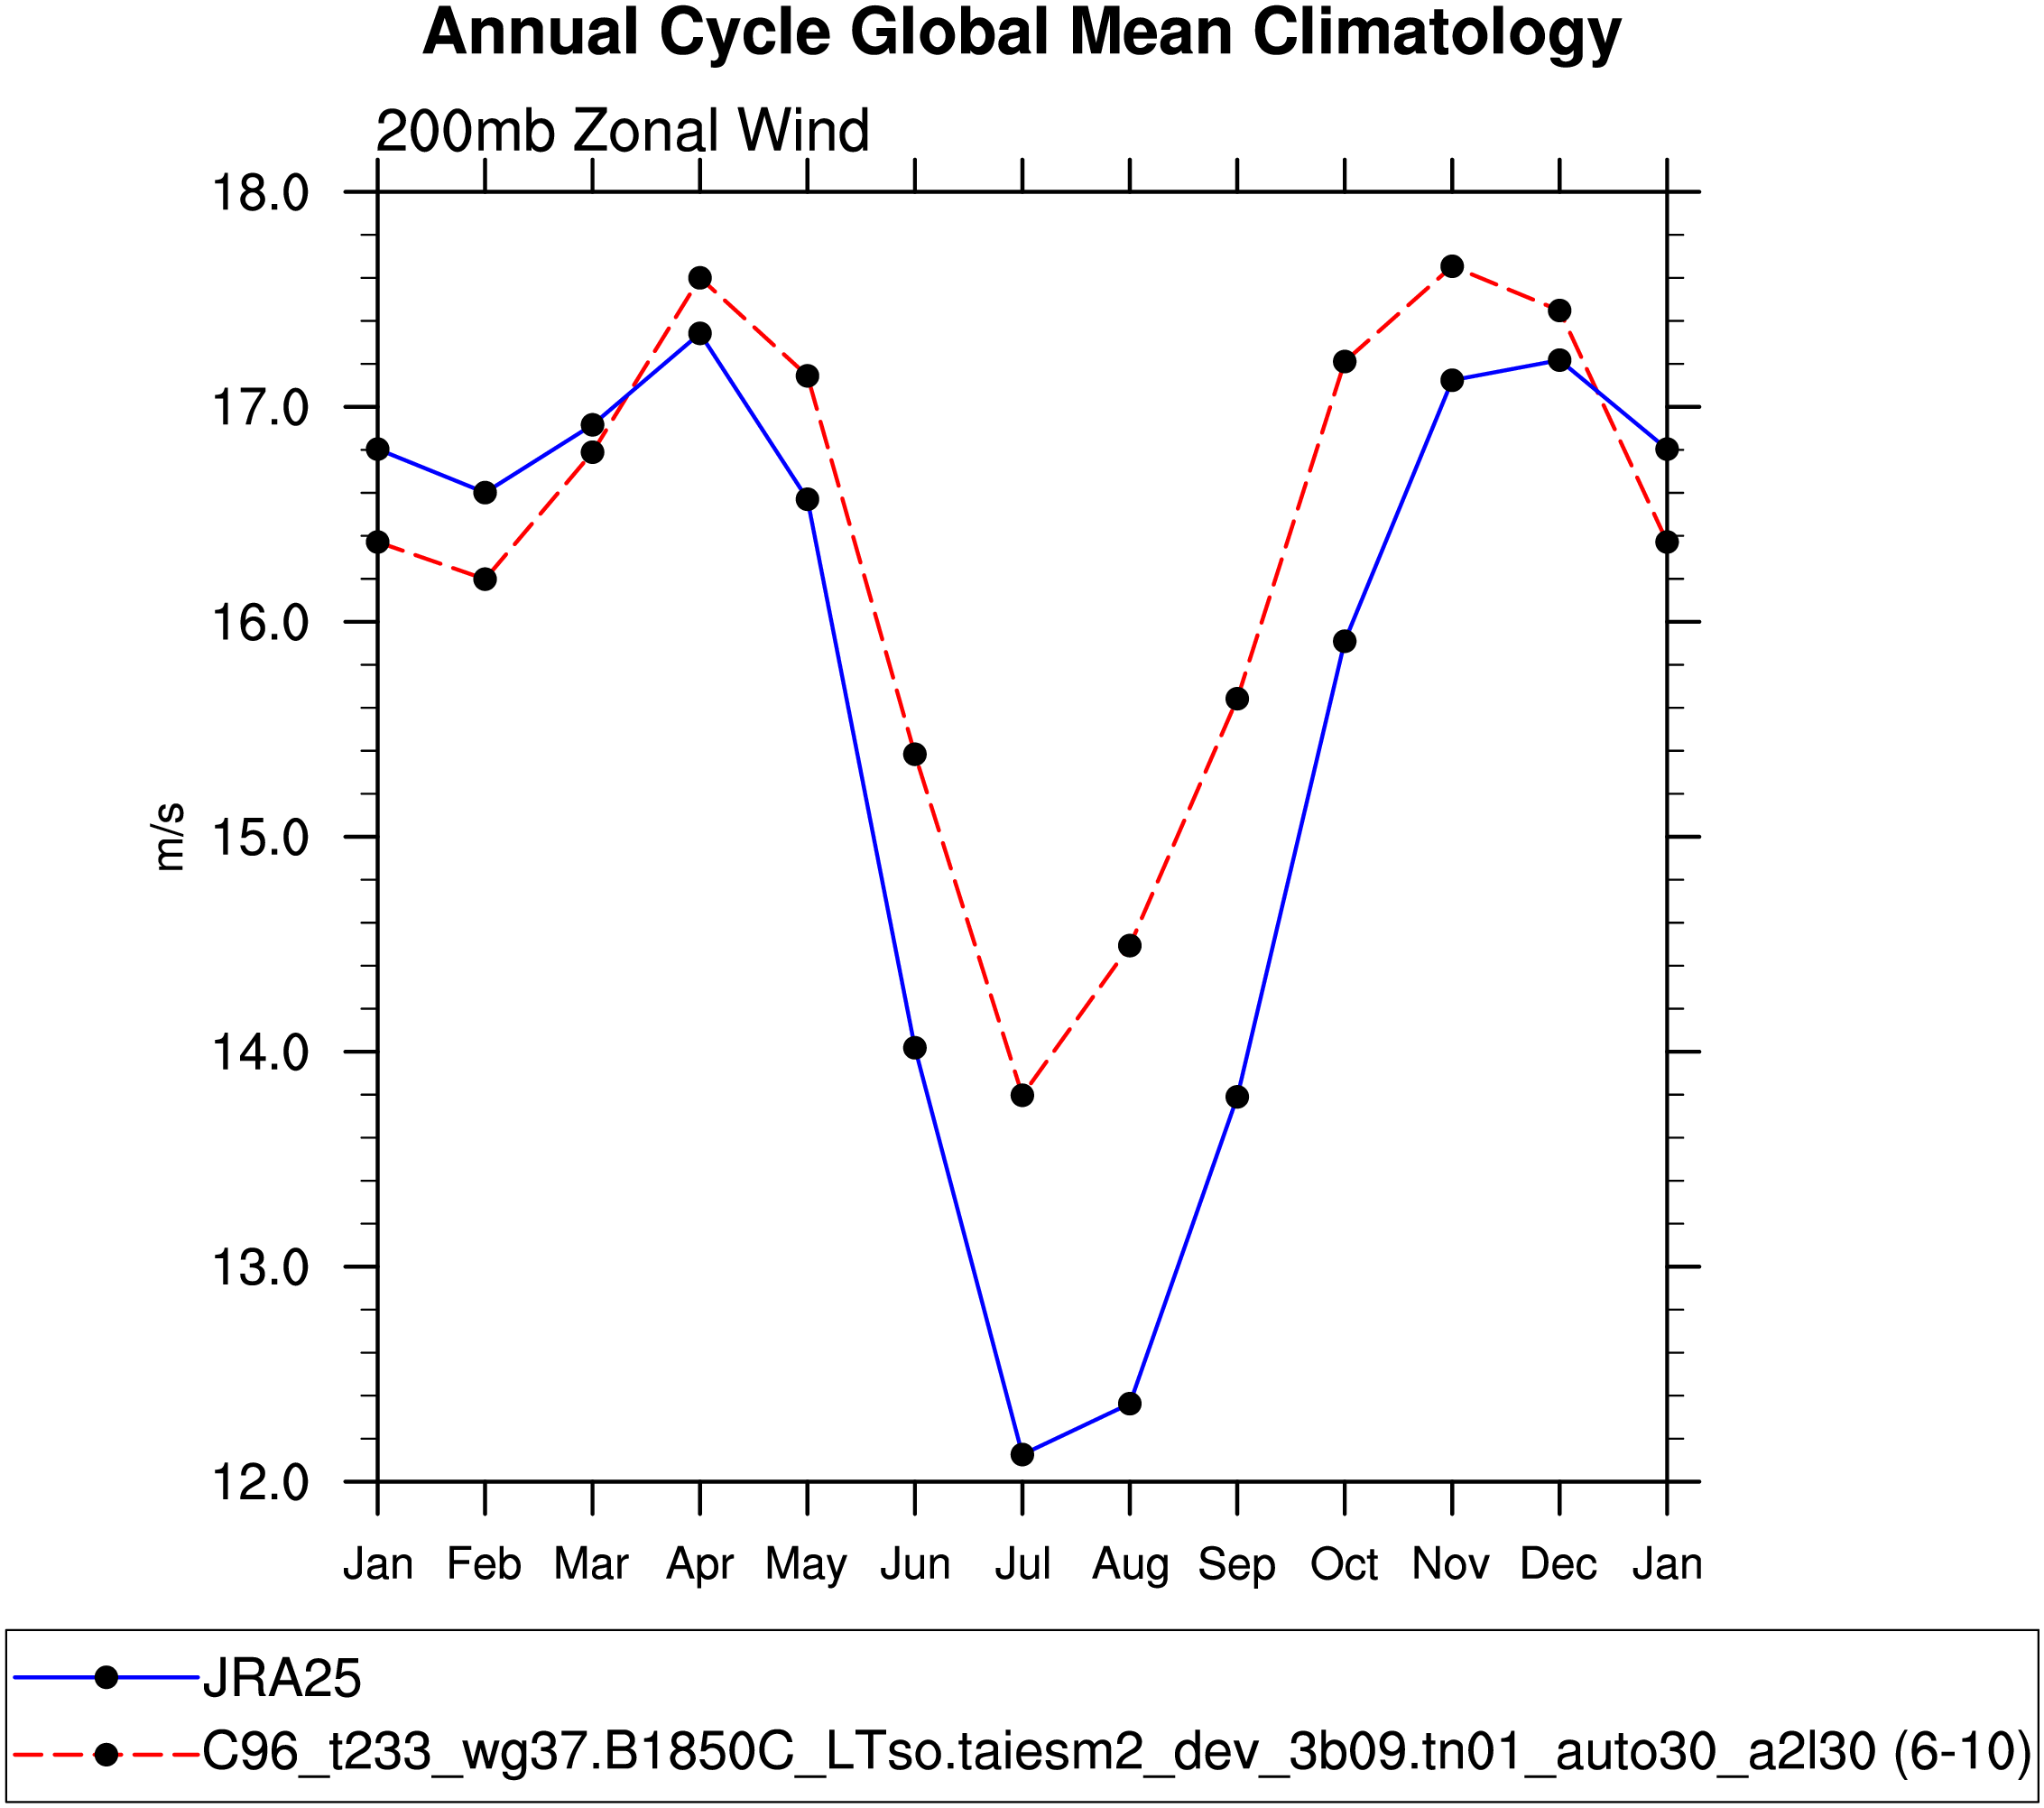 Annual Cycle Global Mean Climatology
200mb Zonal Wind
18.0
17.0
16.0
15.0
14.0
13.0
12.0
m/s
Jan Feb Mar Apr May Jun Jul Aug Sep Oct Nov Dec Jan
JRA25
C96_t233_wg37.B1850C_LTso.taiesm2_dev_3b09.tn01_auto30_a2l30 (6-10)